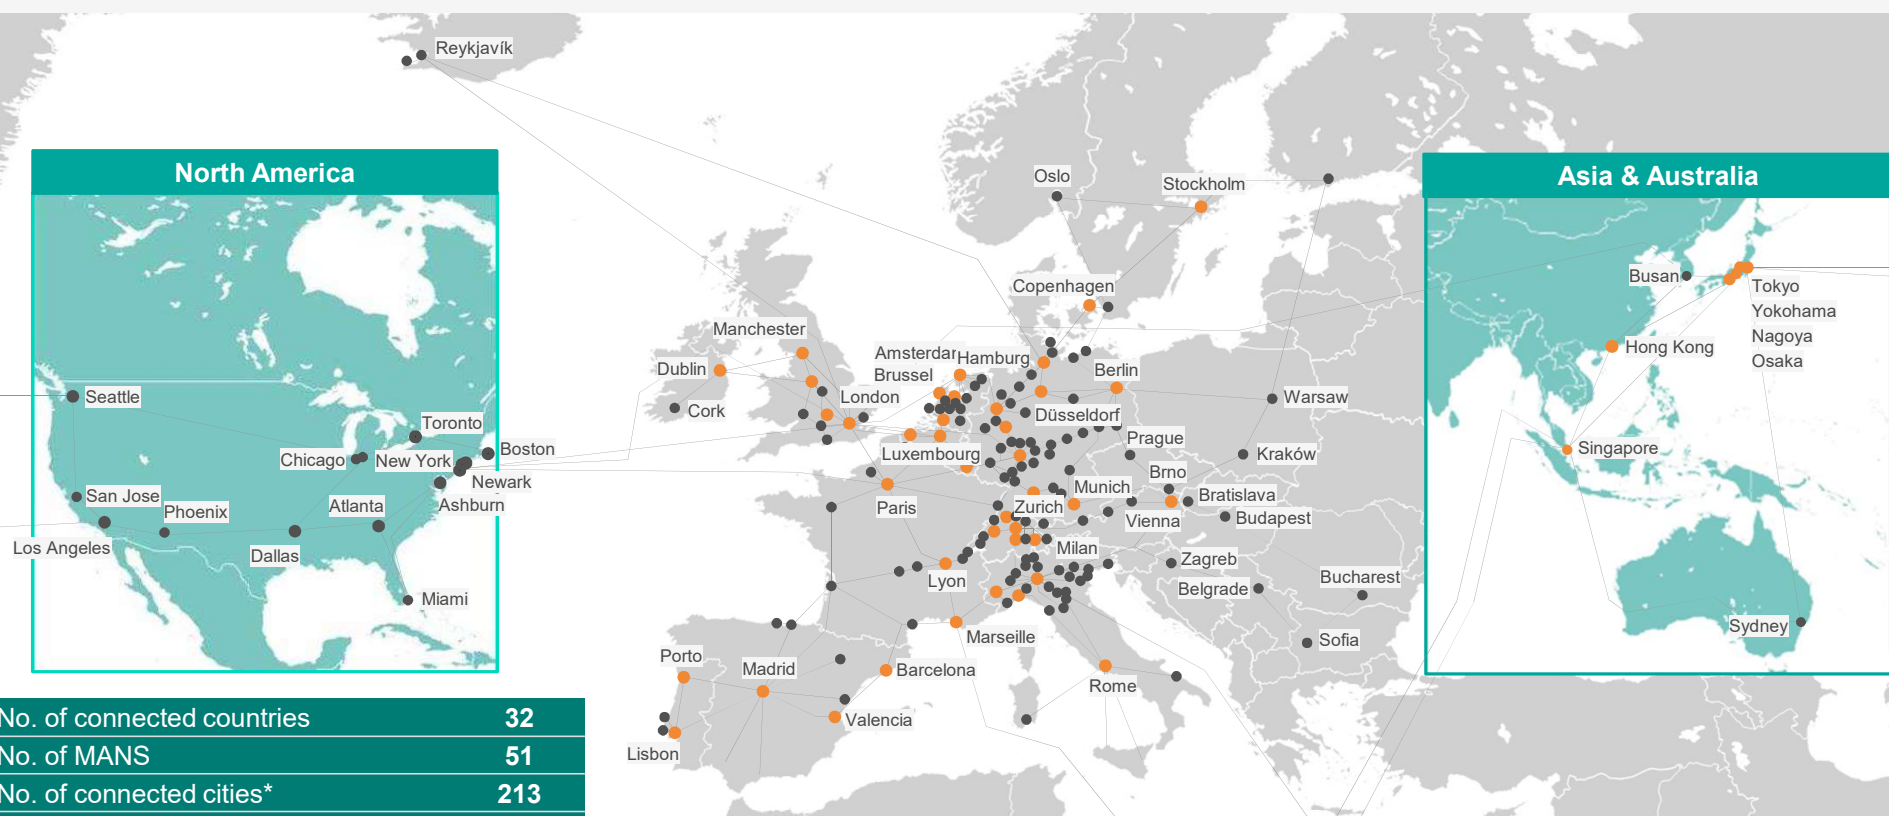 Reykjavík
North America
Asia & Australia
Oslo
Stockholm
Copenhagen
Manchester
Amsterdar
Hamburg
Dublin
Brussel
Berlin
Cork
London
Düsseldorf
Warsaw
Luxembourg
Prague
Kraków
Brno
Paris
Zurich
Munich
Bratislava
Vienna
Budapest
Milan
Zagreb
Lyon
Belgrade
Bucharest
Marseille
Sofia
Porto
Madrid
Barcelona
Rome
Valencia
Lisbon
Seattle
Toronto
Chicago
New York
Boston
Newark
San Jose
Phoenix
Atlanta
Ashburn
Los Angeles
Dallas
Miami
Busan
Tokyo
Yokohama
Nagoya
Osaka
Hong Kong
Singapore
Sydney
No. of connected countries 32
No. of MANS 51
No. of connected cities* 213